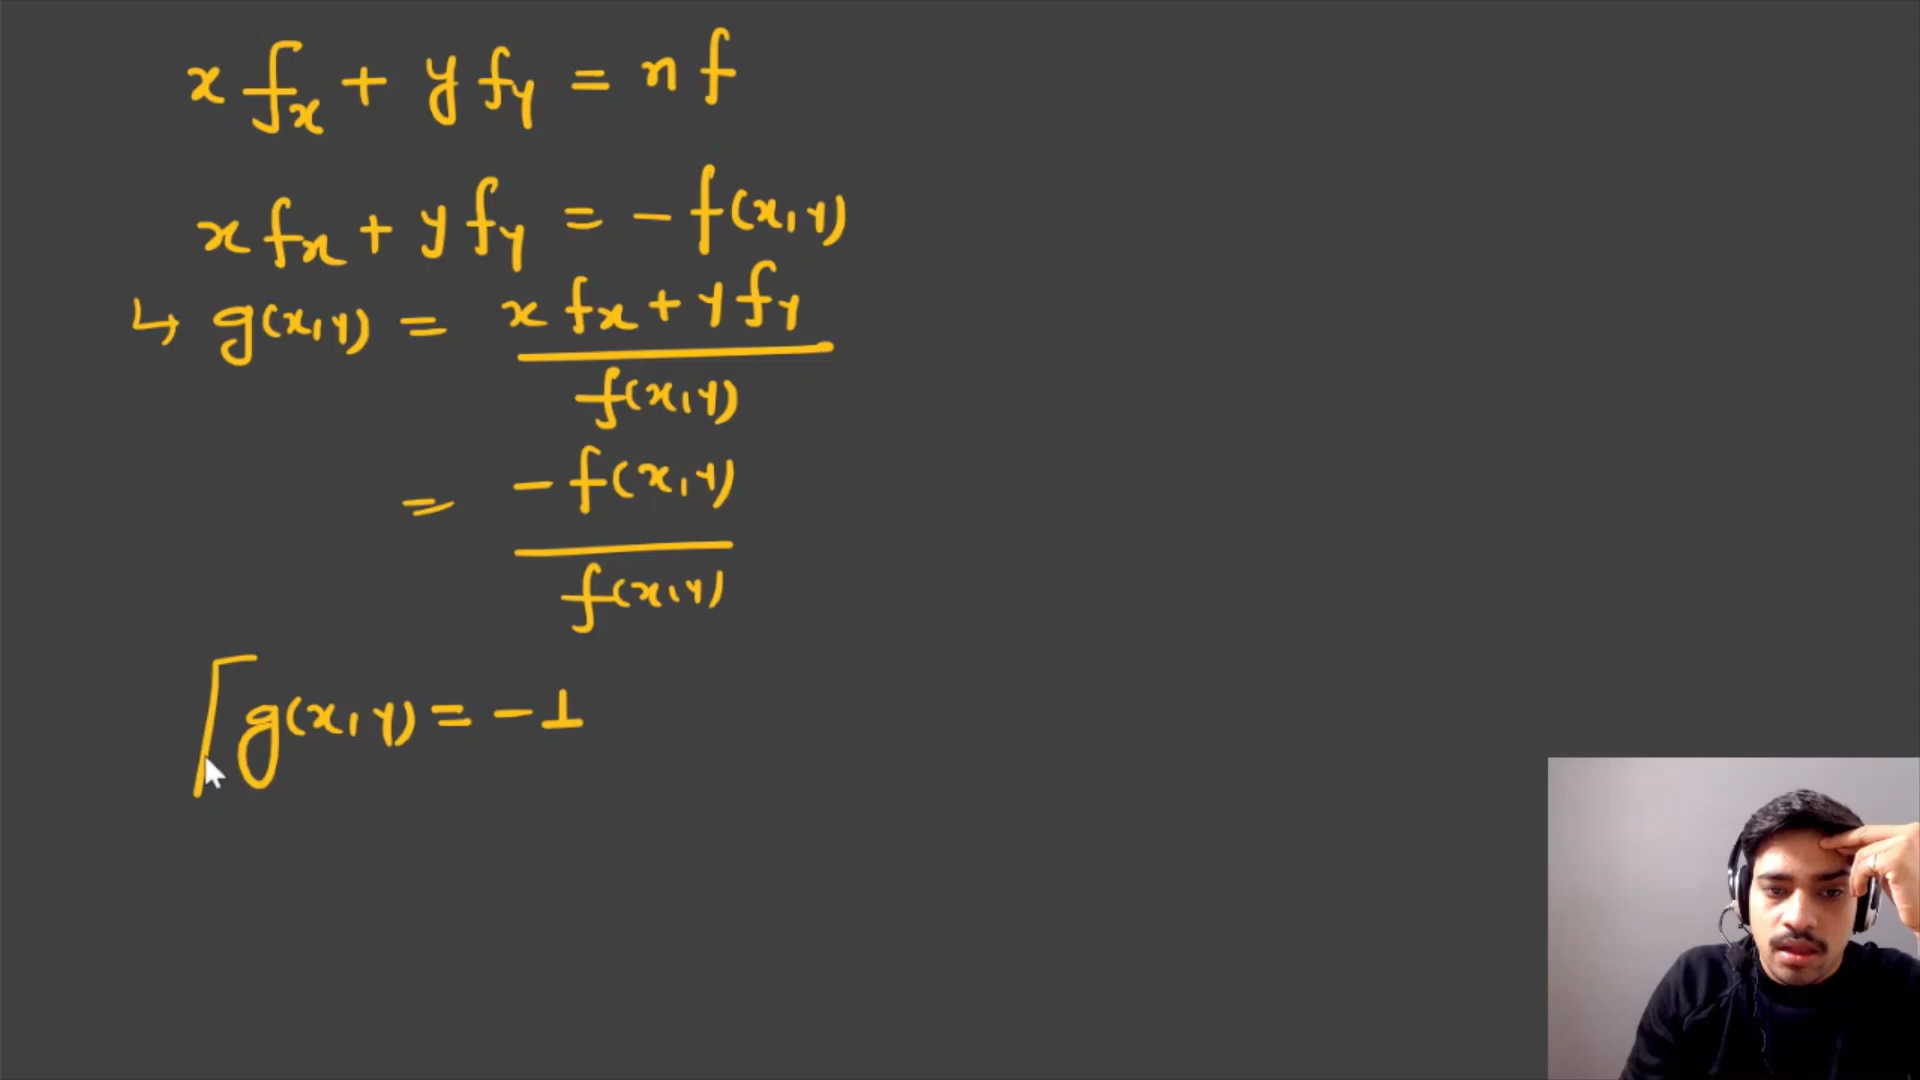 x fx + y fy = n f
x fx + y fy = - f(x,y)
↳ g(x,y) = x fx + y fy
f(x,y)
= - f(x,y)
f(x,y)
g(x,y) = -1